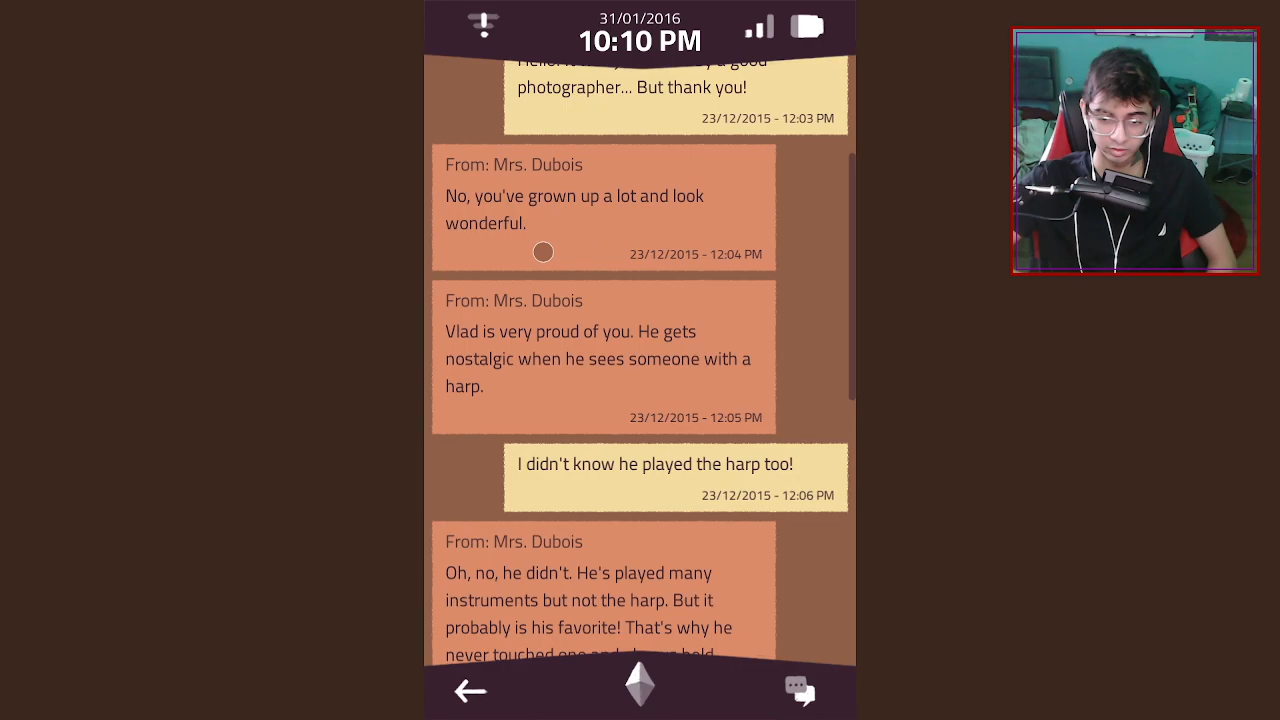 31/01/2016
10:10 PM
good
photographer... But thank you!
23/12/2015 - 12:03 PM
From: Mrs. Dubois
No, you've grown up a lot and look
wonderful.
23/12/2015 - 12:04 PM
From: Mrs. Dubois
Vlad is very proud of you. He gets
nostalgic when he sees someone with a
harp.
23/12/2015 - 12:05 PM
I didn't know he played the harp too!
23/12/2015 - 12:06 PM
From: Mrs. Dubois
Oh, no, he didn't. He's played many
instruments but not the harp. But it
probably is his favorite! That's why he
never touched one and